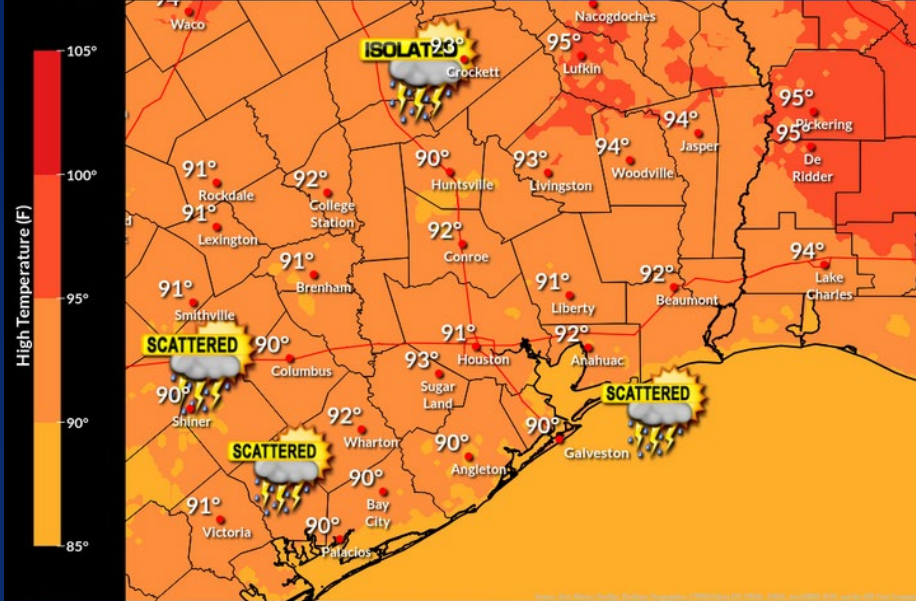 High Temperature (F)
105°
100°
95°
90°
85°
Waco
Nacogdoches
ISOLATED
93°
Crockett
95°
Lufkin
95°
Pickering
95°
De
Ridder
94°
Jasper
94°
Woodville
93°
Livingston
90°
Huntsville
92°
College
Station
91°
Rockdale
91°
Lexington
92°
Conroe
91°
Brenham
91°
Smithville
91°
Liberty
92°
Beaumont
94°
Lake
Charles
SCATTERED
90°
Columbus
91°
Houston
92°
Anahuac
93°
Sugar
Land
90°
Shiner
SCATTERED
92°
Wharton
90°
Galveston
SCATTERED
90°
Angleton
90°
Bay
City
91°
Victoria
90°
Palacios